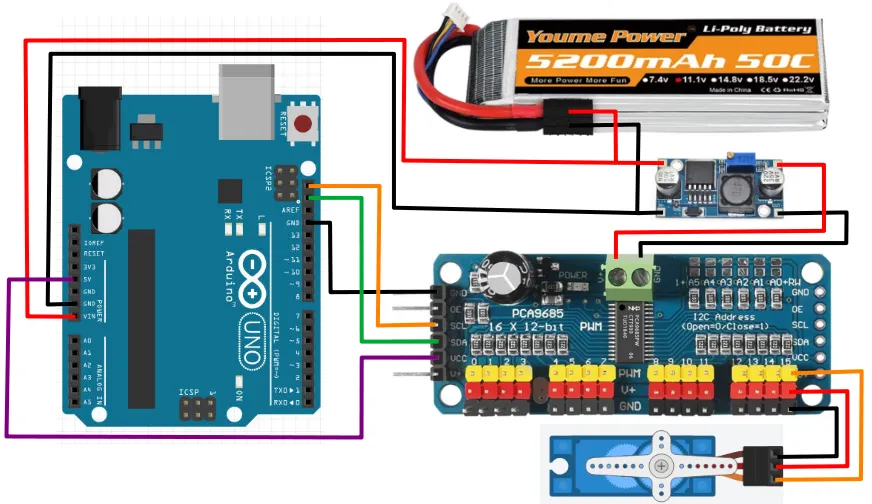 Youme Power
Li-Poly Battery
5200mAh 50C
More Power More Fun
7.4v 11.1v 14.8v 18.5v 22.2v
Made in China
RESET
ICSP2
AREF
GND
13
12
~11
~10
~9
8
7
~6
~5
4
~3
2
TX0 1
RX0 0
DIGITAL (PWM=~)
L
TX
RX
Arduino
UNO
ON
ICSP
IOREF
RESET
3V3
5V
GND
GND
VIN
POWER
A0
A1
A2
A3
A4
A5
ANALOG IN
GND
OE
SCL
SDA
VCC
V+
PCA9685
16 X 12-bit
PWM
POWER
V+
GND
A5 A4 A3 A2 A1 A0
I2C Address
(Open=0/Close=1)
GND
OE
SCL
SDA
VCC
0 1 2 3 4 5 6 7 8 9 10 11 12 13 14 15
PWM
V+
GND